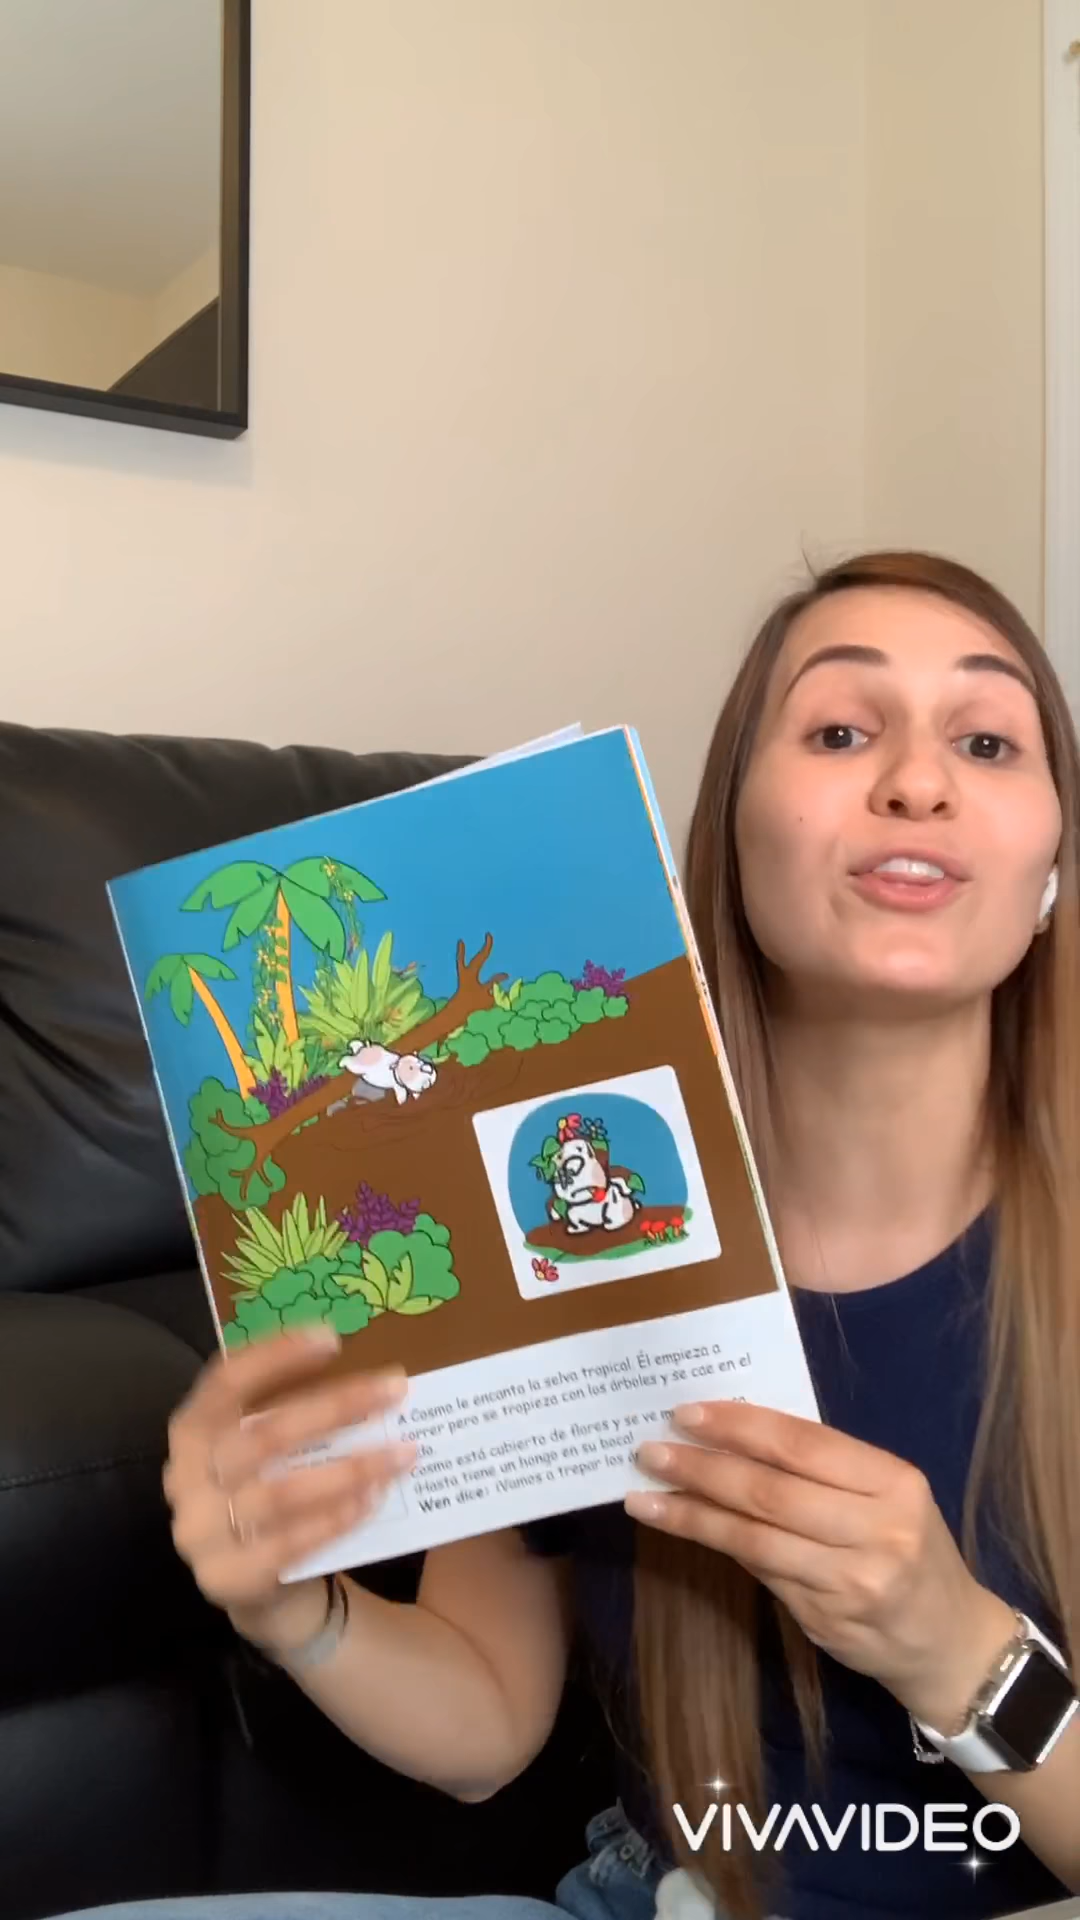 A Cosmo le encanta la selva tropical. Él empieza a
correr pero se tropieza con los árboles y se cae en el
Cosmo está cubierto de flores y se ve
¡Hasta tiene un hongo en su boca!
Wen dice: ¡Vamos a trepar los
VIVAVIDEO